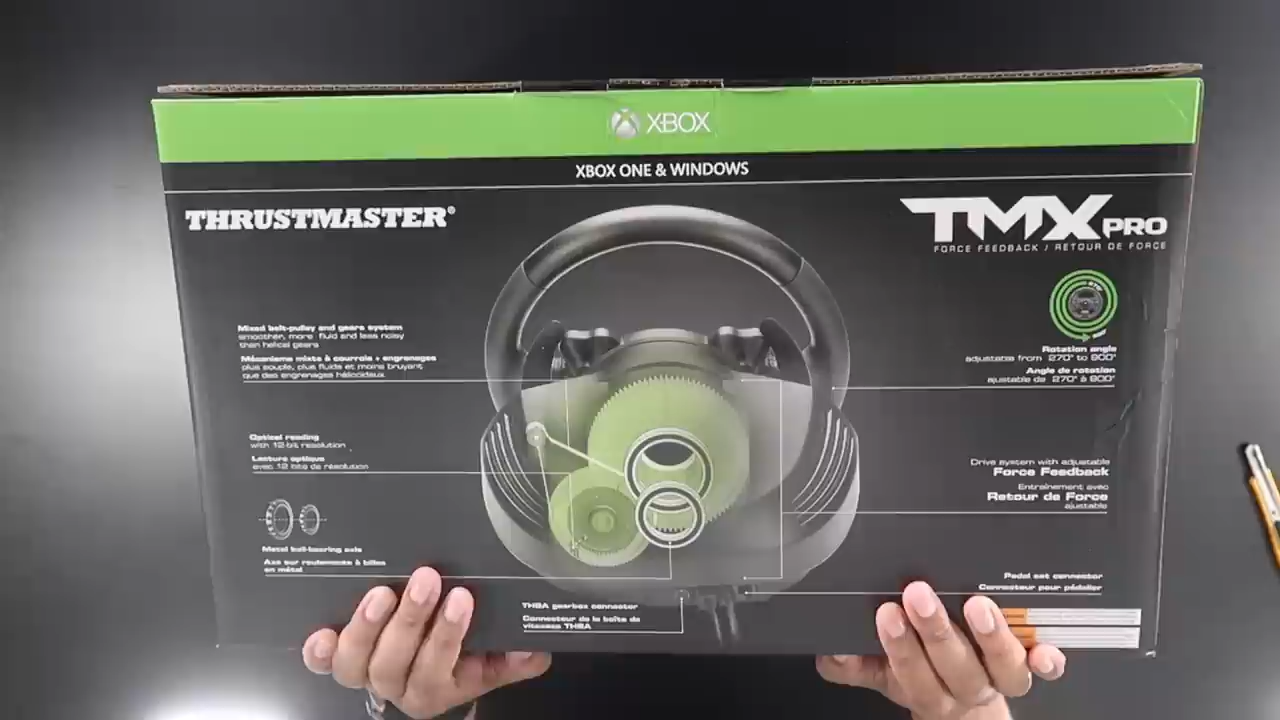 XBOX
XBOX ONE & WINDOWS
THRUSTMASTER®
TMX PRO
FORCE FEEDBACK / RETOUR DE FORCE
Mixed belt-pulley and gears system
smoother, more fluid and less noisy
than helical gears
Mécanisme mixte à courroie + engrenages
plus souple, plus fluide et moins bruyant
que des engrenages hélicoïdaux
Optical reading
with 12-bit resolution
Lecture optique
avec 12 bits de résolution
Metal ball-bearing axle
Axe sur roulements à billes
en métal
THBA gearbox connector
Connecteur de la boîte de
vitesses THBA
Rotation angle
adjustable from 270° to 900°
Angle de rotation
ajustable de 270° à 900°
Drive system with adjustable
Force Feedback
Entraînement avec
Retour de Force
ajustable
Pedal set connector
Connecteur pour pédalier